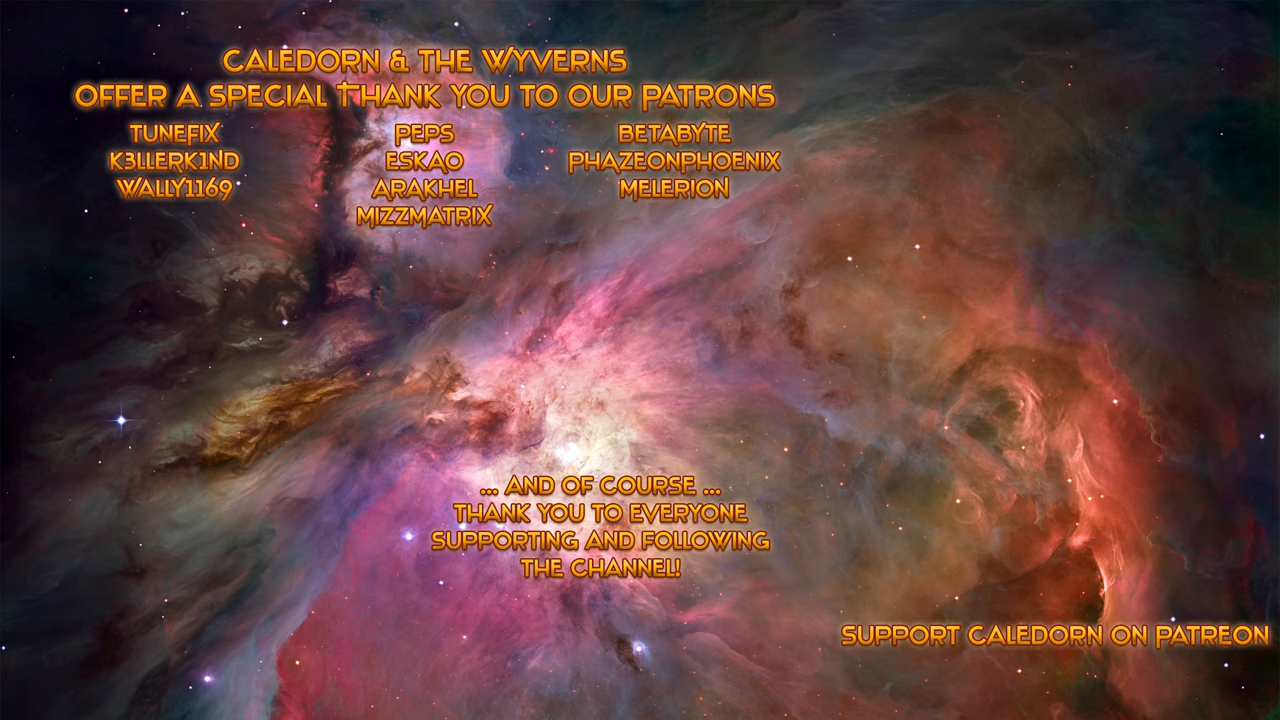 CALEDORN & THE WYVERNS
OFFER A SPECIAL THANK YOU TO OUR PATRONS
TUNEFIX PEPS BETABYTE
K3LLERK1ND ESKAO PHAZEONPHOENIX
WALLY1169 ARAKHEL MELERION
MIZZMATRIX
... AND OF COURSE ...
THANK YOU TO EVERYONE
SUPPORTING AND FOLLOWING
THE CHANNEL!
SUPPORT CALEDORN ON PATREON